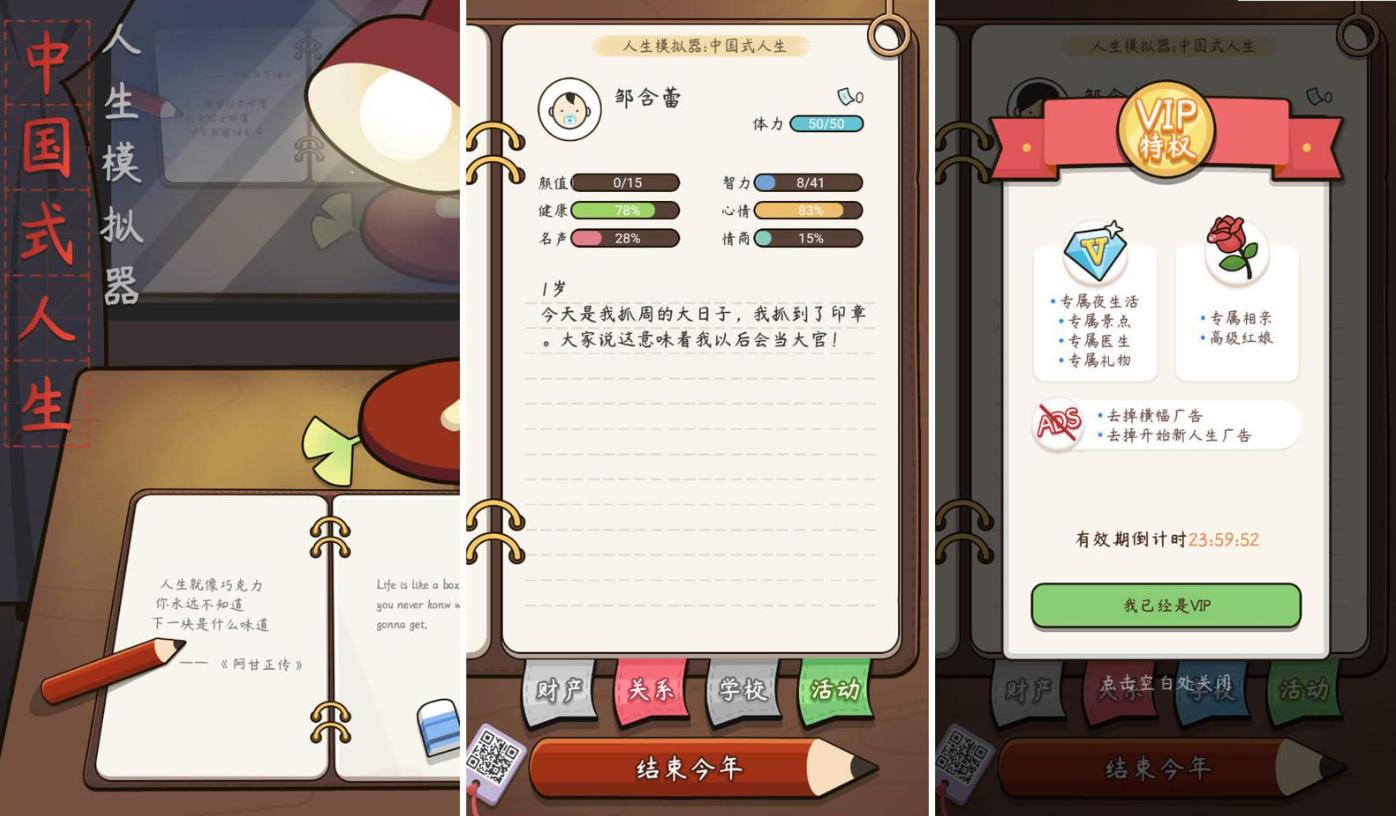 中国式人生
人生模拟器
人生就像巧克力
你永远不知道
下一块是什么味道
—— 《阿甘正传》
Life is like a box
you never konw w
gonna get,
人生模拟器:中国式人生
邹含蕾
0
体力 50/50
颜值 0/15
智力 8/41
健康 78%
心情 83%
名声 28%
情商 15%
1岁
今天是我抓周的大日子，我抓到了印章
。大家说这意味着我以后会当大官！
财产
关系
学校
活动
结束今年
人生模拟器:中国式人生
邹含
0
VIP
特权
V
•专属夜生活
•专属景点
•专属医生
•专属礼物
•专属相亲
•高级红娘
ADS
•去掉横幅广告
•去掉开始新人生广告
有效期倒计时23:59:52
我已经是VIP
点击空白处关闭
财产
关系
学校
活动
结束今年